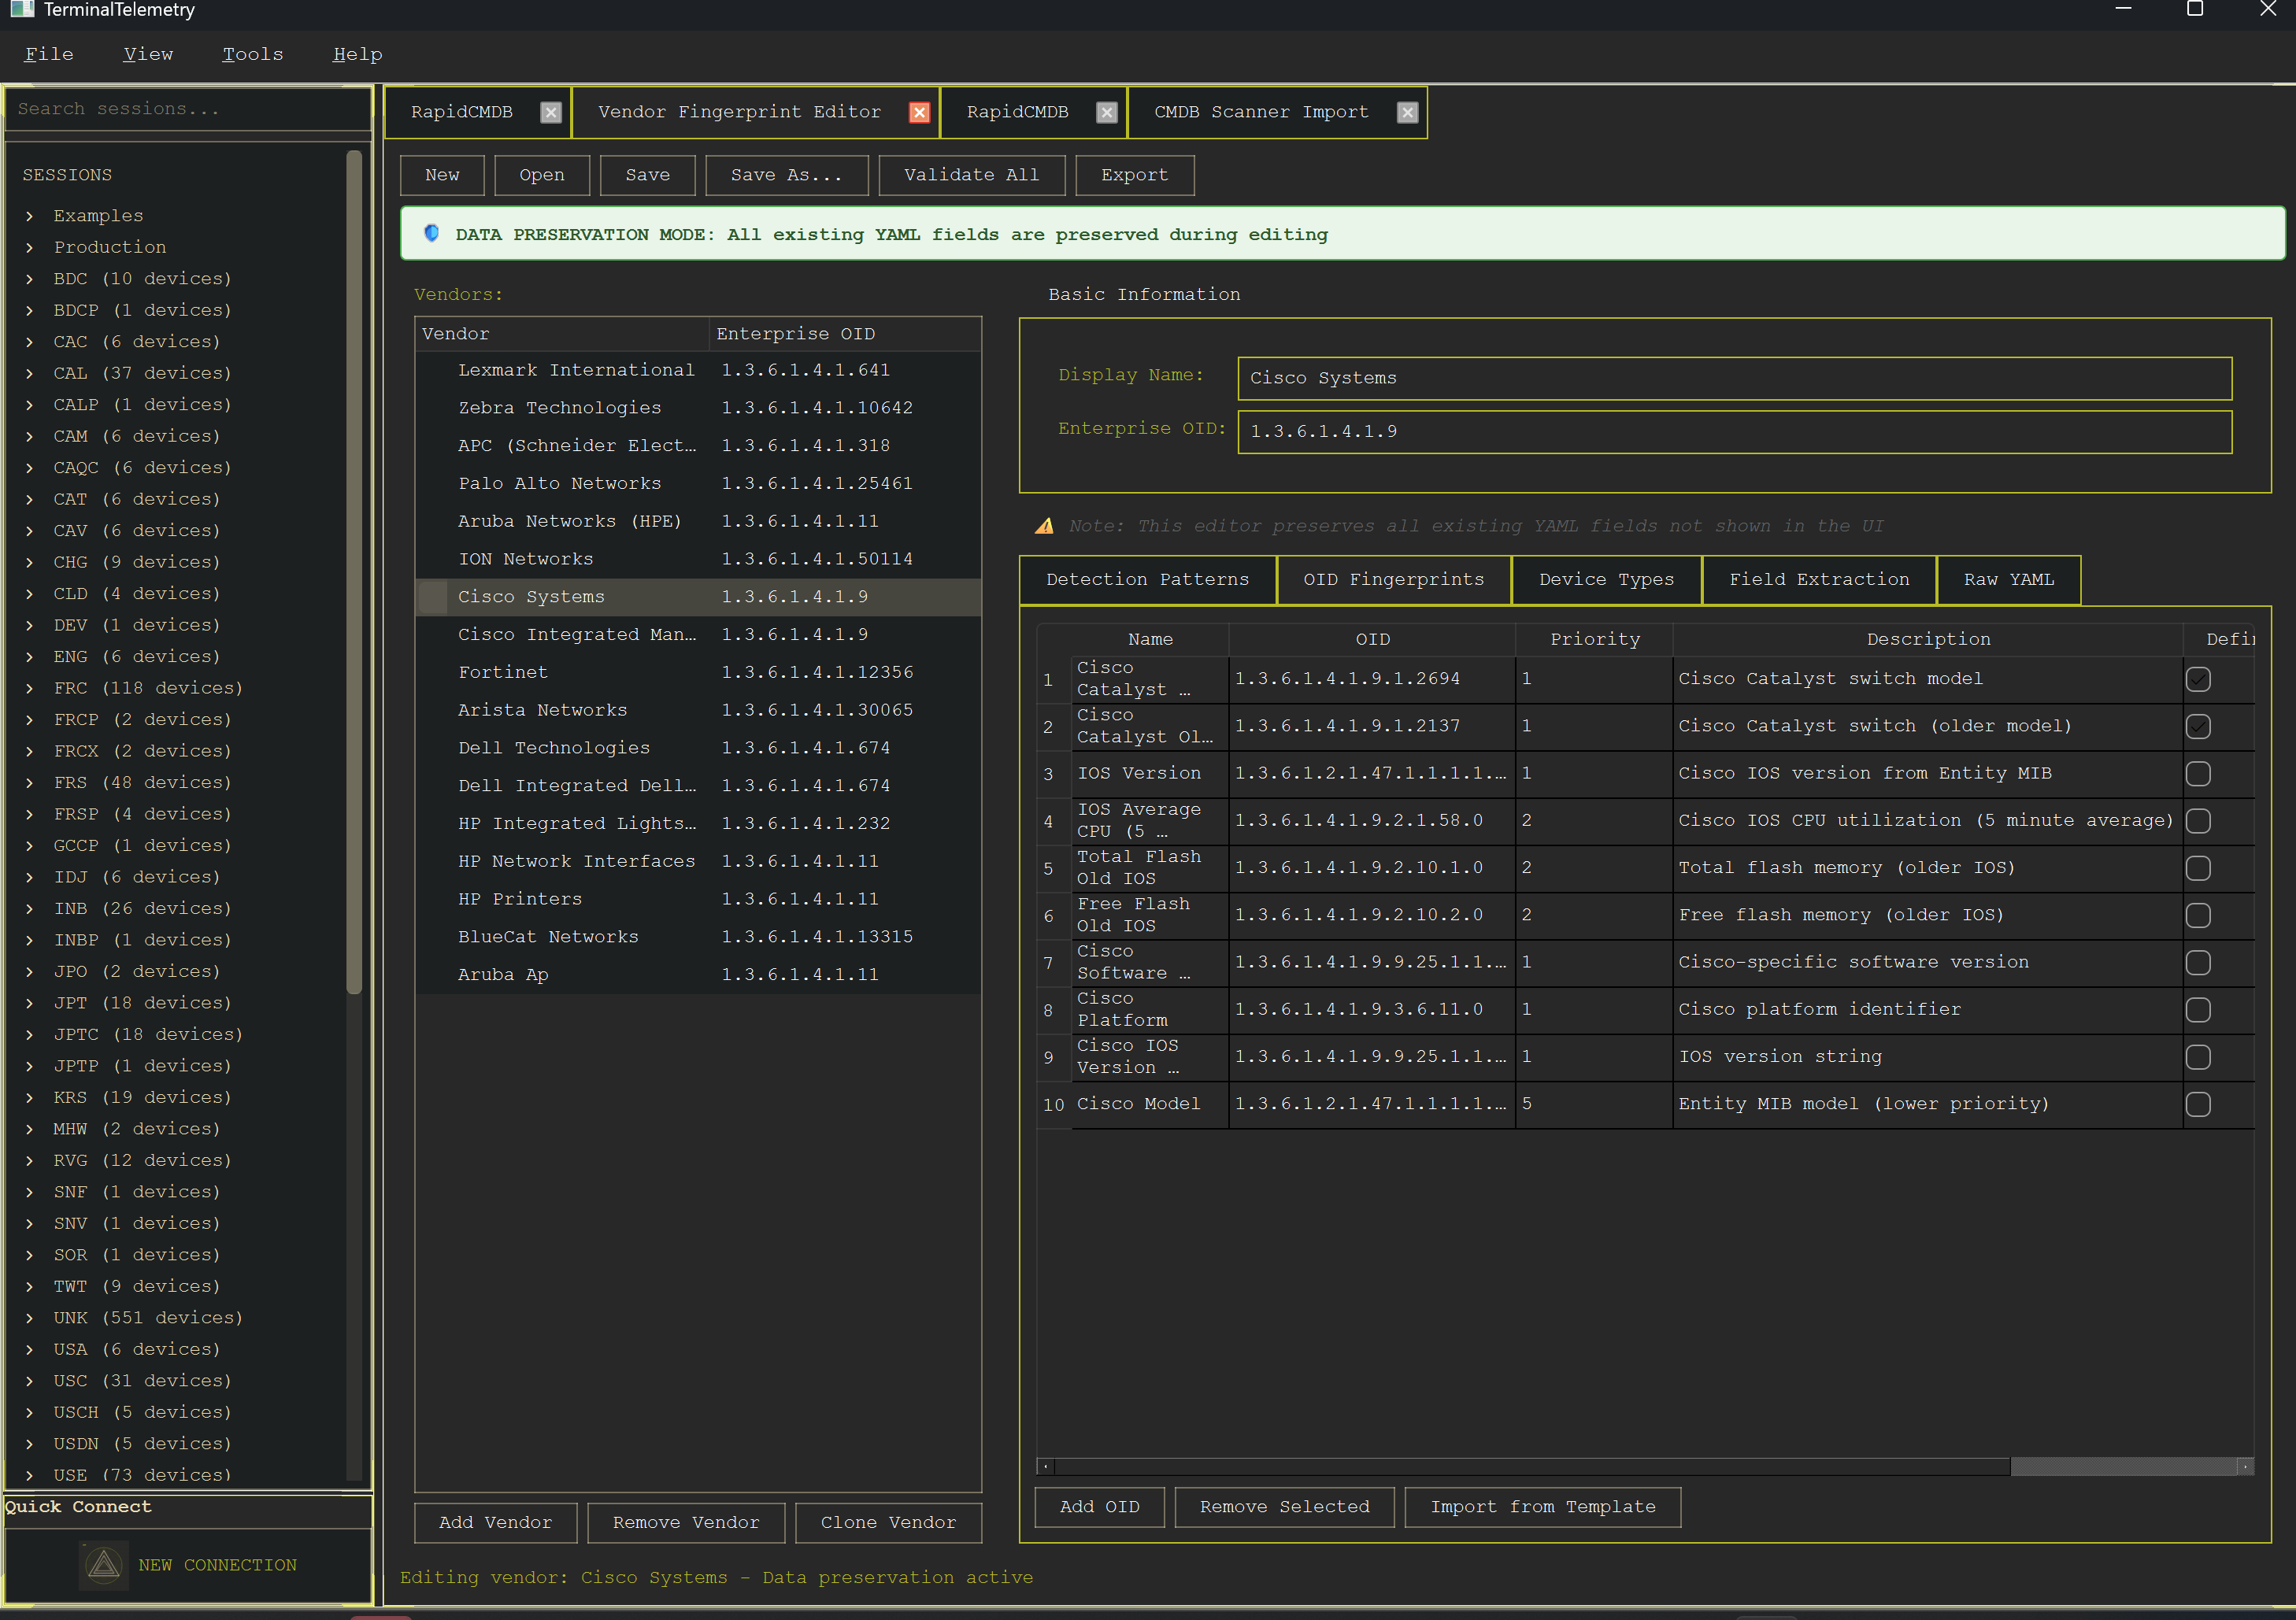 TerminalTelemetry
File View Tools Help
Search sessions...
SESSIONS
Examples
Production
BDC (10 devices)
BDCP (1 devices)
CAC (6 devices)
CAL (37 devices)
CALP (1 devices)
CAM (6 devices)
CAQC (6 devices)
CAT (6 devices)
CAV (6 devices)
CHG (9 devices)
CLD (4 devices)
DEV (1 devices)
ENG (6 devices)
FRC (118 devices)
FRCP (2 devices)
FRCX (2 devices)
FRS (48 devices)
FRSP (4 devices)
GCCP (1 devices)
IDJ (6 devices)
INB (26 devices)
INBP (1 devices)
JPO (2 devices)
JPT (18 devices)
JPTC (18 devices)
JPTP (1 devices)
KRS (19 devices)
MHW (2 devices)
RVG (12 devices)
SNF (1 devices)
SNV (1 devices)
SOR (1 devices)
TWT (9 devices)
UNK (551 devices)
USA (6 devices)
USC (31 devices)
USCH (5 devices)
USDN (5 devices)
USE (73 devices)
Quick Connect
NEW CONNECTION
RapidCMDB Vendor Fingerprint Editor RapidCMDB CMDB Scanner Import
New Open Save Save As... Validate All Export
DATA PRESERVATION MODE: All existing YAML fields are preserved during editing
Vendors:
Vendor Enterprise OID
Lexmark International 1.3.6.1.4.1.641
Zebra Technologies 1.3.6.1.4.1.10642
APC (Schneider Elect... 1.3.6.1.4.1.318
Palo Alto Networks 1.3.6.1.4.1.25461
Aruba Networks (HPE) 1.3.6.1.4.1.11
ION Networks 1.3.6.1.4.1.50114
Cisco Systems 1.3.6.1.4.1.9
Cisco Integrated Man... 1.3.6.1.4.1.9
Fortinet 1.3.6.1.4.1.12356
Arista Networks 1.3.6.1.4.1.30065
Dell Technologies 1.3.6.1.4.1.674
Dell Integrated Dell... 1.3.6.1.4.1.674
HP Integrated Lights... 1.3.6.1.4.1.232
HP Network Interfaces 1.3.6.1.4.1.11
HP Printers 1.3.6.1.4.1.11
BlueCat Networks 1.3.6.1.4.1.13315
Aruba Ap 1.3.6.1.4.1.11
Add Vendor Remove Vendor Clone Vendor
Basic Information
Display Name: Cisco Systems
Enterprise OID: 1.3.6.1.4.1.9
Note: This editor preserves all existing YAML fields not shown in the UI
Detection Patterns OID Fingerprints Device Types Field Extraction Raw YAML
Name OID Priority Description Defin
1 Cisco Catalyst ... 1.3.6.1.4.1.9.1.2694 1 Cisco Catalyst switch model
2 Cisco Catalyst Ol... 1.3.6.1.4.1.9.1.2137 1 Cisco Catalyst switch (older model)
3 IOS Version 1.3.6.1.2.1.47.1.1.1.1.... 1 Cisco IOS version from Entity MIB
4 IOS Average CPU (5 ... 1.3.6.1.4.1.9.2.1.58.0 2 Cisco IOS CPU utilization (5 minute average)
5 Total Flash Old IOS 1.3.6.1.4.1.9.2.10.1.0 2 Total flash memory (older IOS)
6 Free Flash Old IOS 1.3.6.1.4.1.9.2.10.2.0 2 Free flash memory (older IOS)
7 Cisco Software ... 1.3.6.1.4.1.9.9.25.1.1.... 1 Cisco-specific software version
8 Cisco Platform 1.3.6.1.4.1.9.3.6.11.0 1 Cisco platform identifier
9 Cisco IOS Version ... 1.3.6.1.4.1.9.9.25.1.1.... 1 IOS version string
10 Cisco Model 1.3.6.1.2.1.47.1.1.1.1.... 5 Entity MIB model (lower priority)
Add OID Remove Selected Import from Template
Editing vendor: Cisco Systems - Data preservation active